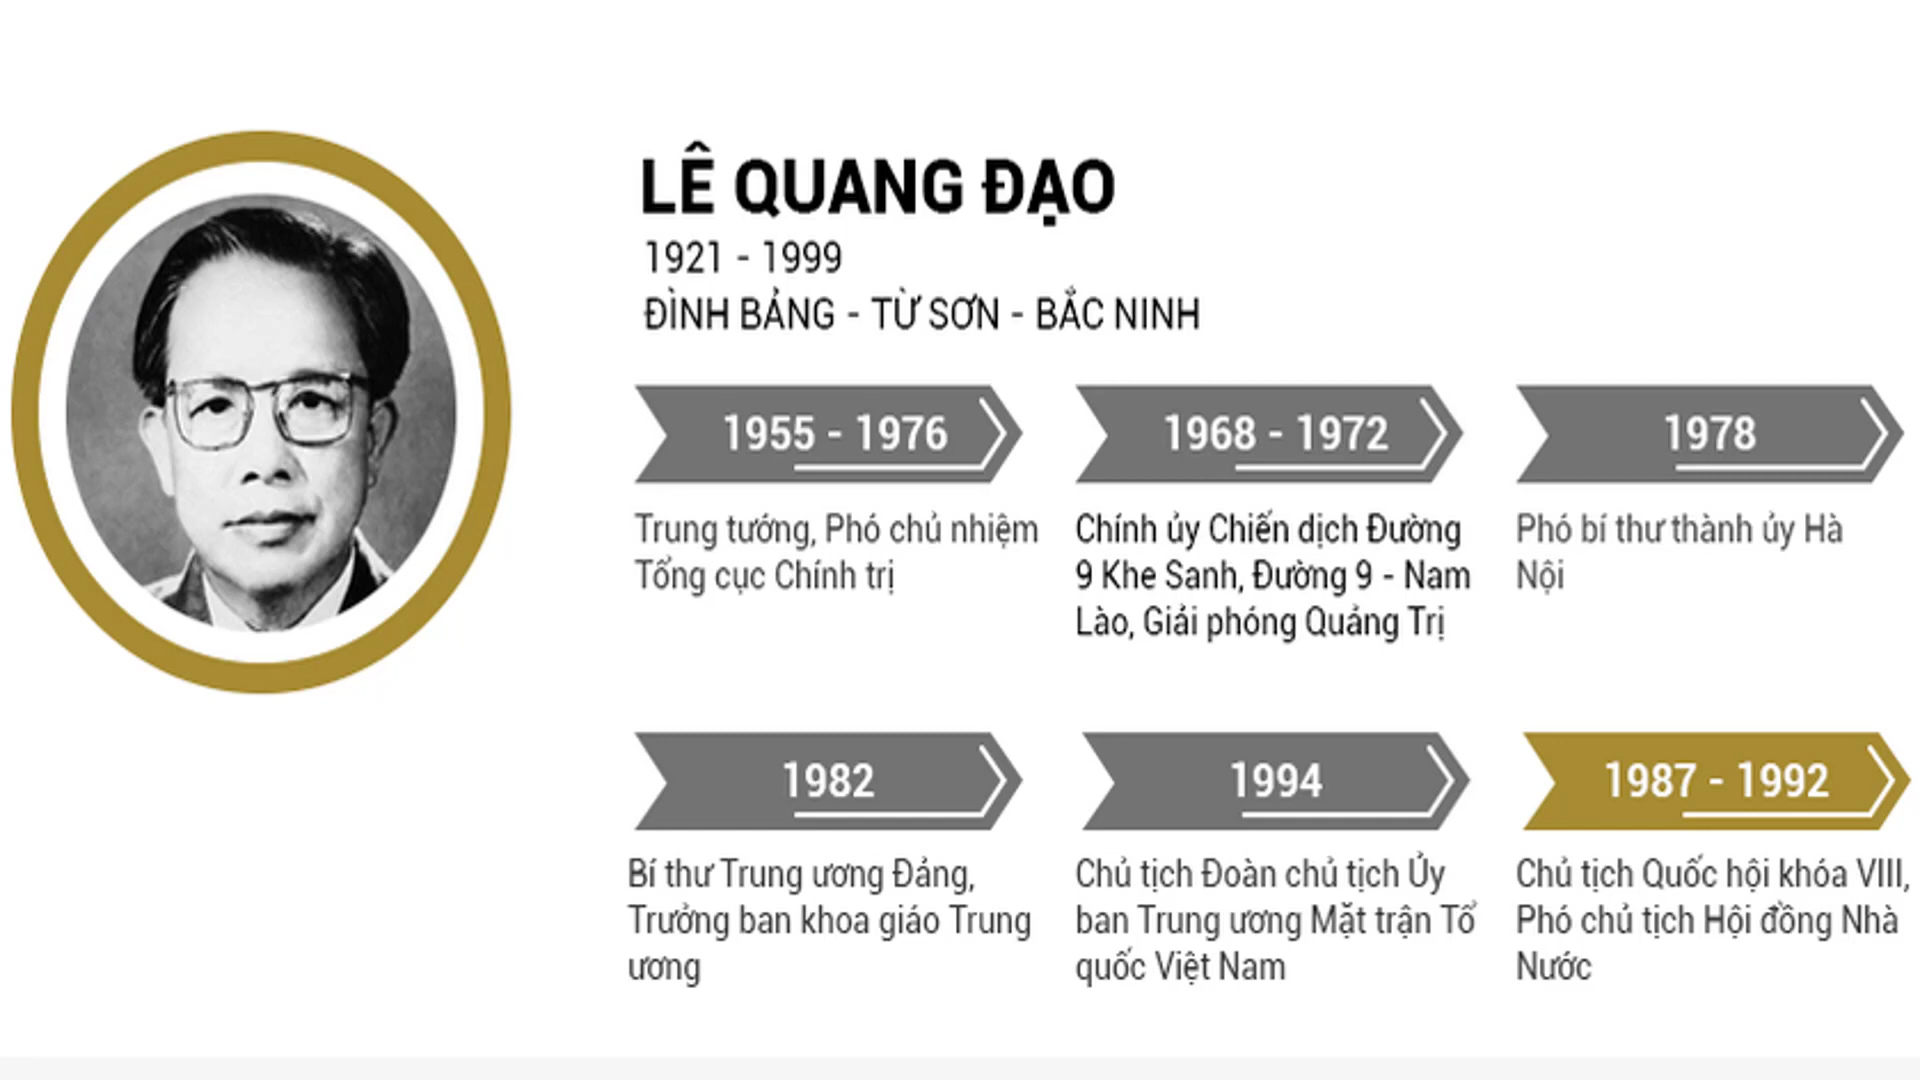 LÊ QUANG ĐẠO
1921 - 1999
ĐÌNH BẢNG - TỪ SƠN - BẮC NINH
1955 - 1976
Trung tướng, Phó chủ nhiệm
Tổng cục Chính trị
1968 - 1972
Chính ủy Chiến dịch Đường
9 Khe Sanh, Đường 9 - Nam
Lào, Giải phóng Quảng Trị
1978
Phó bí thư thành ủy Hà
Nội
1982
Bí thư Trung ương Đảng,
Trưởng ban khoa giáo Trung
ương
1994
Chủ tịch Đoàn chủ tịch Ủy
ban Trung ương Mặt trận Tổ
quốc Việt Nam
1987 - 1992
Chủ tịch Quốc hội khóa VIII,
Phó chủ tịch Hội đồng Nhà
Nước